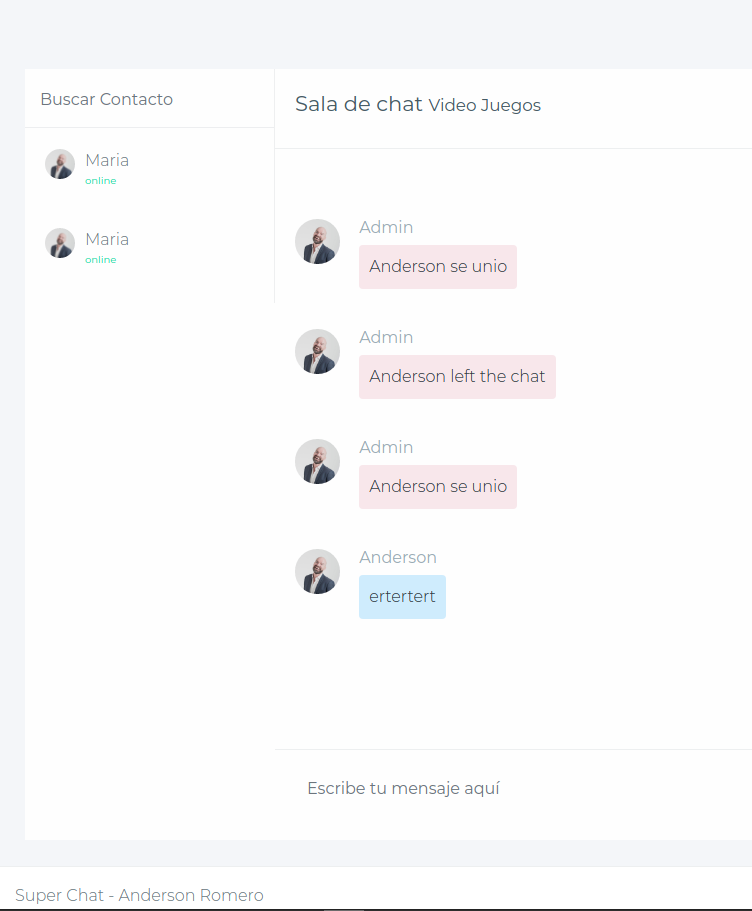 Buscar Contacto
Maria
online
Maria
online
Sala de chat Video Juegos
Admin
Anderson se unio
Admin
Anderson left the chat
Admin
Anderson se unio
Anderson
ertertert
Escribe tu mensaje aquí
Super Chat - Anderson Romero